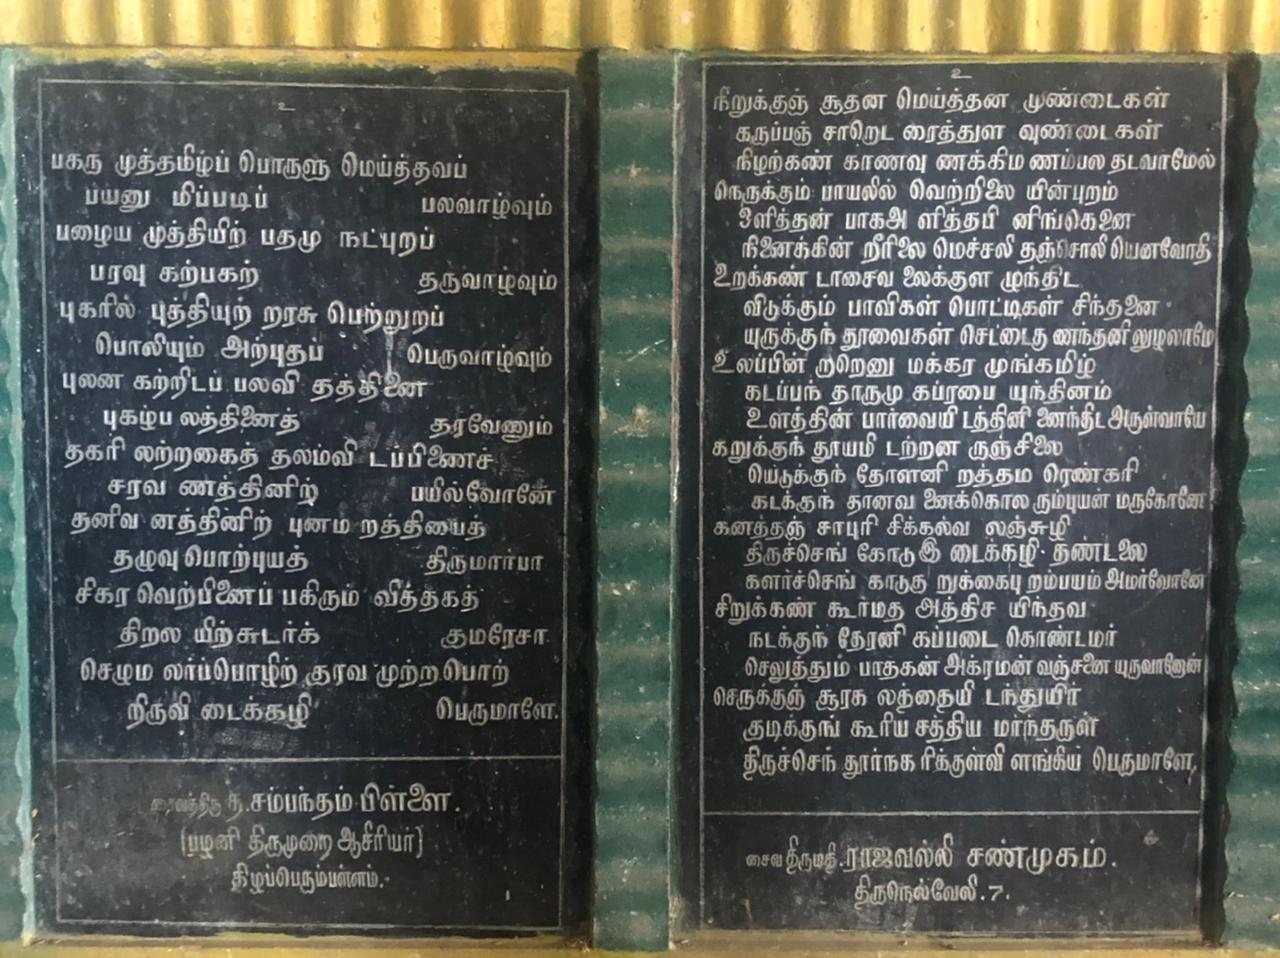 உ
பகரு முத்தமிழ்ப் பொருளு மெய்த்தவப்
பயனு மிப்படிப் பலவாழ்வும்
பழைய முத்தியிற் பதமு நட்புறப்
பரவு கற்பகற் தருவாழ்வும்
புகரில் புத்தியுற் றரசு பெற்றுறப்
பொலியும் அற்புதப் பெருவாழ்வும்
புலன கற்றிடப் பலவி தத்தினை
புகழ்ப லத்தினைத் தரவேணும்
தகரி லற்றகைத் தலம்வி டப்பிணைச்
சரவ ணத்தினிற் பயில்வோனே
தனிவ னத்தினிற் புனம றத்தியைத்
தழுவு பொற்புயத் திருமார்பா
சிகர வெற்பிணைப் பகிரும் வித்தகத்
திறல யிற்சுடர்க் குமரேசா
செழும லர்ப்பொழிற் குரவ முற்றபொற்
றிருவி டைக்கழி பெருமாளே.
த. சம்பந்தம் பிள்ளை.
(பழனி திருமுறை ஆசிரியர்)
கிழப்பெரும்பள்ளம்.
உ
நீறுக்குஞ் சூதன மெய்த்தன முண்டைகள்
கருப்பஞ் சாறெட ரைத்துள வுண்டைகள்
நிழற்கண் காணவு ணக்கிம ணம்பல தடவாமேல்
நெருக்கும் பாயலில் வெற்றிலை யின்புறம்
ஒளித்தன் பாகஅ ளித்தபி னிங்கெனை
நினைக்கின் றீரிலை மெச்சலி தஞ்சொலி யெனவோதி
உறக்கண் டாசைவ லைக்குள ழுந்திட
விடுக்கும் பாவிகள் பொட்டிகள் சிந்தனை
யுருக்குந் தூவைகள் செட்டைகு ணந்தனி லுழலாமே
உலப்பின் றறெனு மக்கர முங்கமழ்
கடப்பந் தாருமு கப்ரபை யுந்தினம்
உளத்தின் பார்வையி டத்தினி னைந்திட அருள்வாயே
கறுக்குந் தூயமி டற்றன ருஞ்சிலை
யெடுக்குந் தோளனி றத்தம ரெண்கரி
கடக்குந் தானவ னைக்கொல ரும்புயன் மருகோனே
கனத்தஞ் சாபுரி சிக்கல்வ லஞ்சுழி
திருச்செங் கோடுஇ டைக்கழி தண்டலை
களர்ச்செங் காடுகு றுக்கைபு றம்பயம் அமர்வோனே
சிறுக்கண் கூர்மத அத்திச யிந்தவ
நடக்குந் தேரனி கப்படை கொண்டமர்
செலுத்தும் பாதகன் அக்ரமன் வஞ்சனை யுருவானோன்
செருக்குஞ் சூரக லத்தையி டந்துயிர்
குடிக்குங் கூரிய சத்திய மர்ந்தருள்
திருச்செந் தூர்நக ரிக்குள்வி ளங்கிய பெருமாளே.
சைவ திருமதி. ராஜவல்லி சண்முகம்.
திருநெல்வேலி. 7.